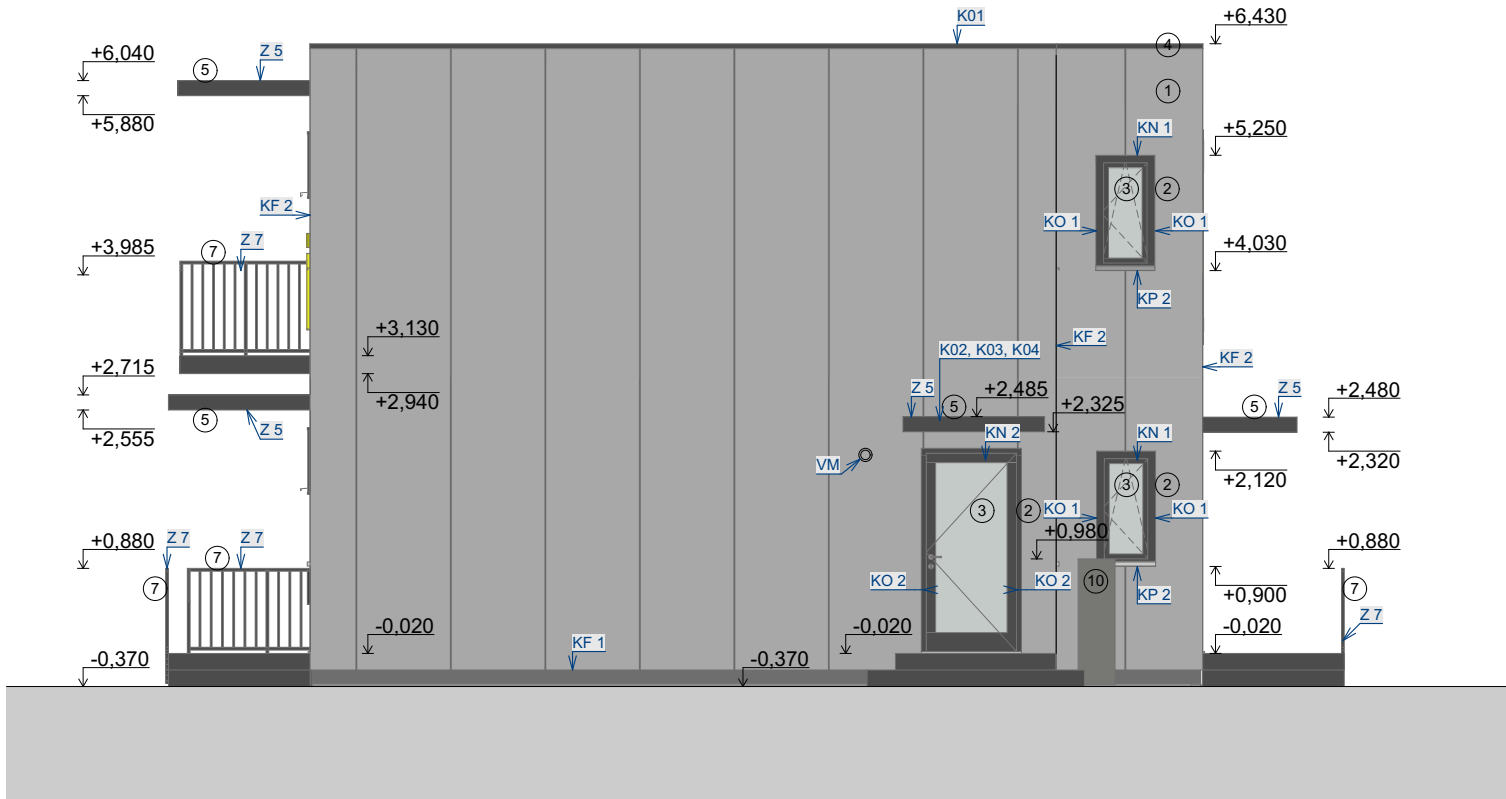 K01
+6,430
+6,040
Z 5
4
5
1
+5,880
+5,250
KN 1
3
2
KF 2
KO 1
KO 1
+3,985
7
Z 7
+4,030
KP 2
+3,130
KF 2
K02, K03, K04
+2,715
KF 2
+2,940
Z 5
+2,485
5
+2,325
5
Z 5
+2,480
5
Z 5
+2,555
KN 2
KN 1
VM
+2,320
+2,120
3
2
3
2
KO 1
KO 1
+0,980
+0,880
Z 7
7
Z 7
+0,880
7
KO 2
KO 2
10
KP 2
+0,900
7
Z 7
-0,020
-0,020
-0,020
KF 1
-0,370
-0,370